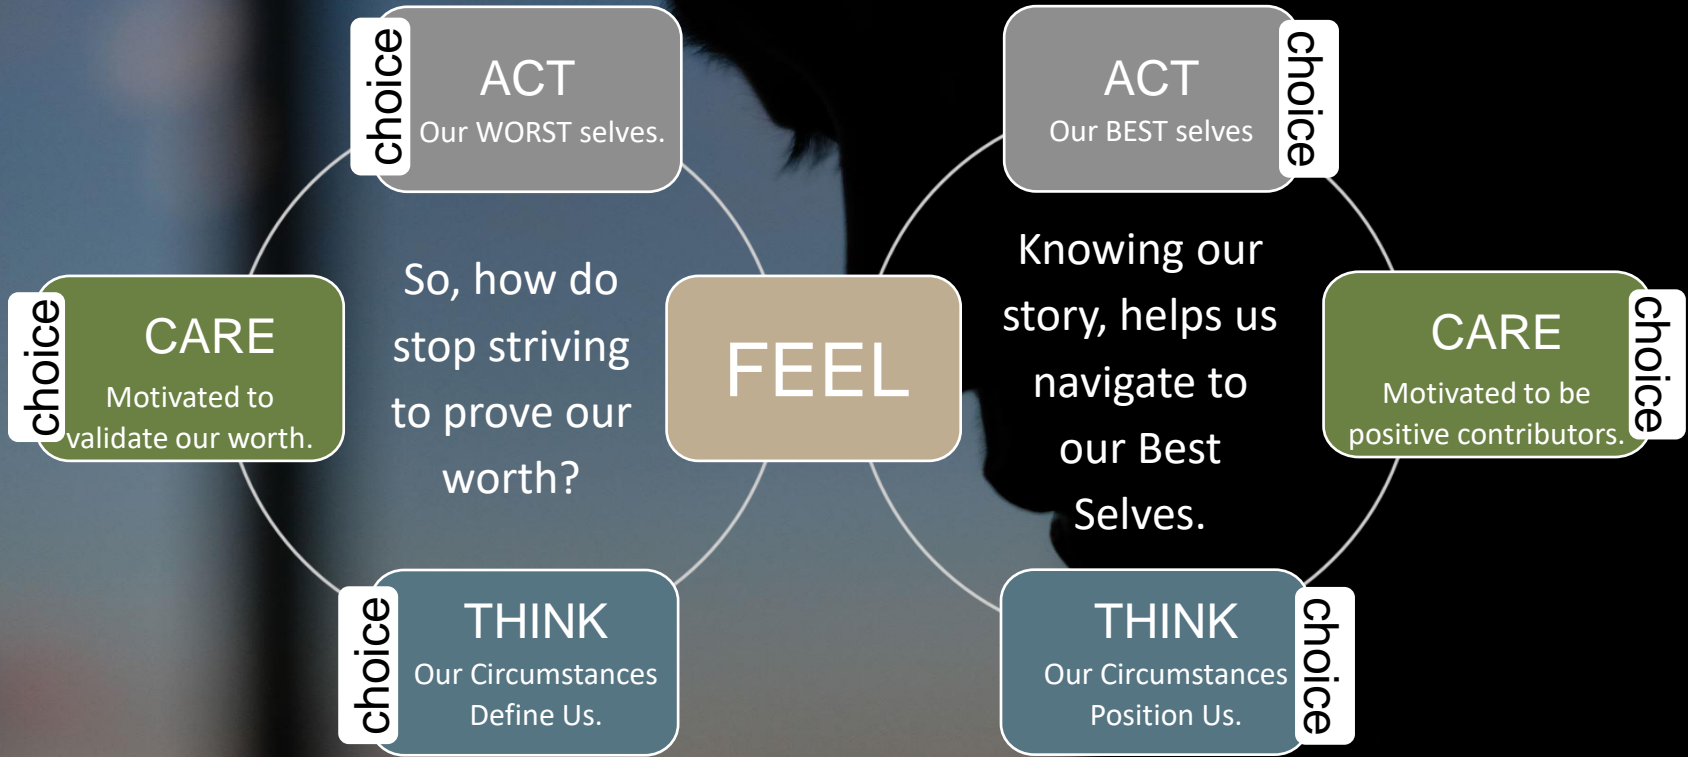 choice
ACT
Our WORST selves.
choice
CARE
Motivated to
validate our worth.
So, how do
stop striving
to prove our
worth?
choice
THINK
Our Circumstances
Define Us.
FEEL
ACT
Our BEST selves
choice
Knowing our
story, helps us
navigate to
our Best
Selves.
CARE
Motivated to be
positive contributors.
choice
THINK
Our Circumstances
Position Us.
choice